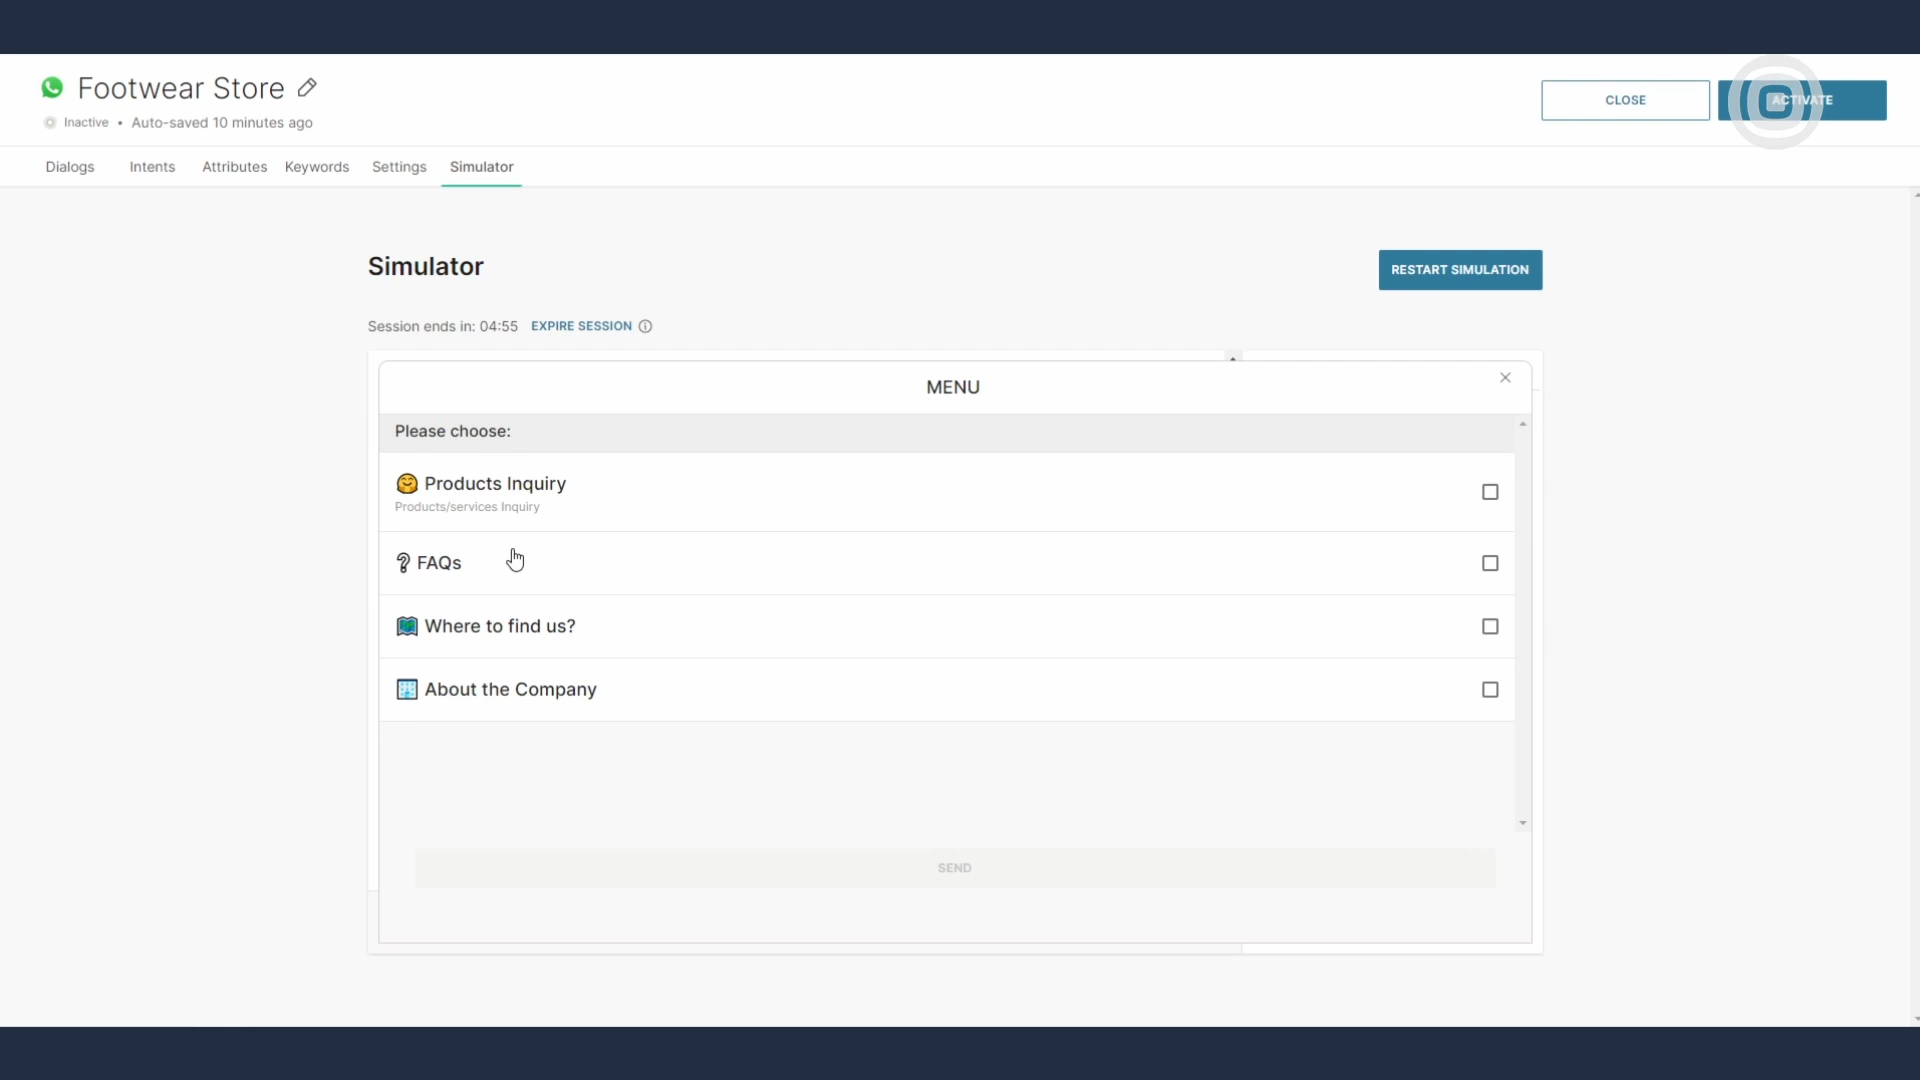 Footwear Store
Inactive • Auto-saved 10 minutes ago
CLOSE
ACTIVATE
Dialogs Intents Attributes Keywords Settings Simulator
Simulator
RESTART SIMULATION
Session ends in: 04:55 EXPIRE SESSION
MENU
Please choose:
Products Inquiry
Products/services Inquiry
FAQs
Where to find us?
About the Company
SEND